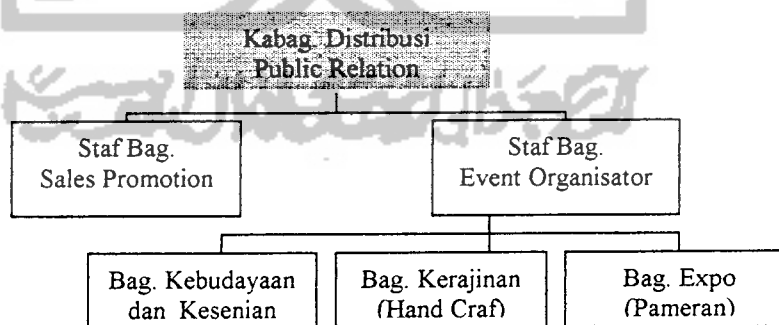 Kabag. Distribusi
Public Relation
Staf Bag.
Sales Promotion
Staf Bag.
Event Organisator
Bag. Kebudayaan
dan Kesenian
Bag. Kerajinan
(Hand Craf)
Bag. Expo
(Pameran)